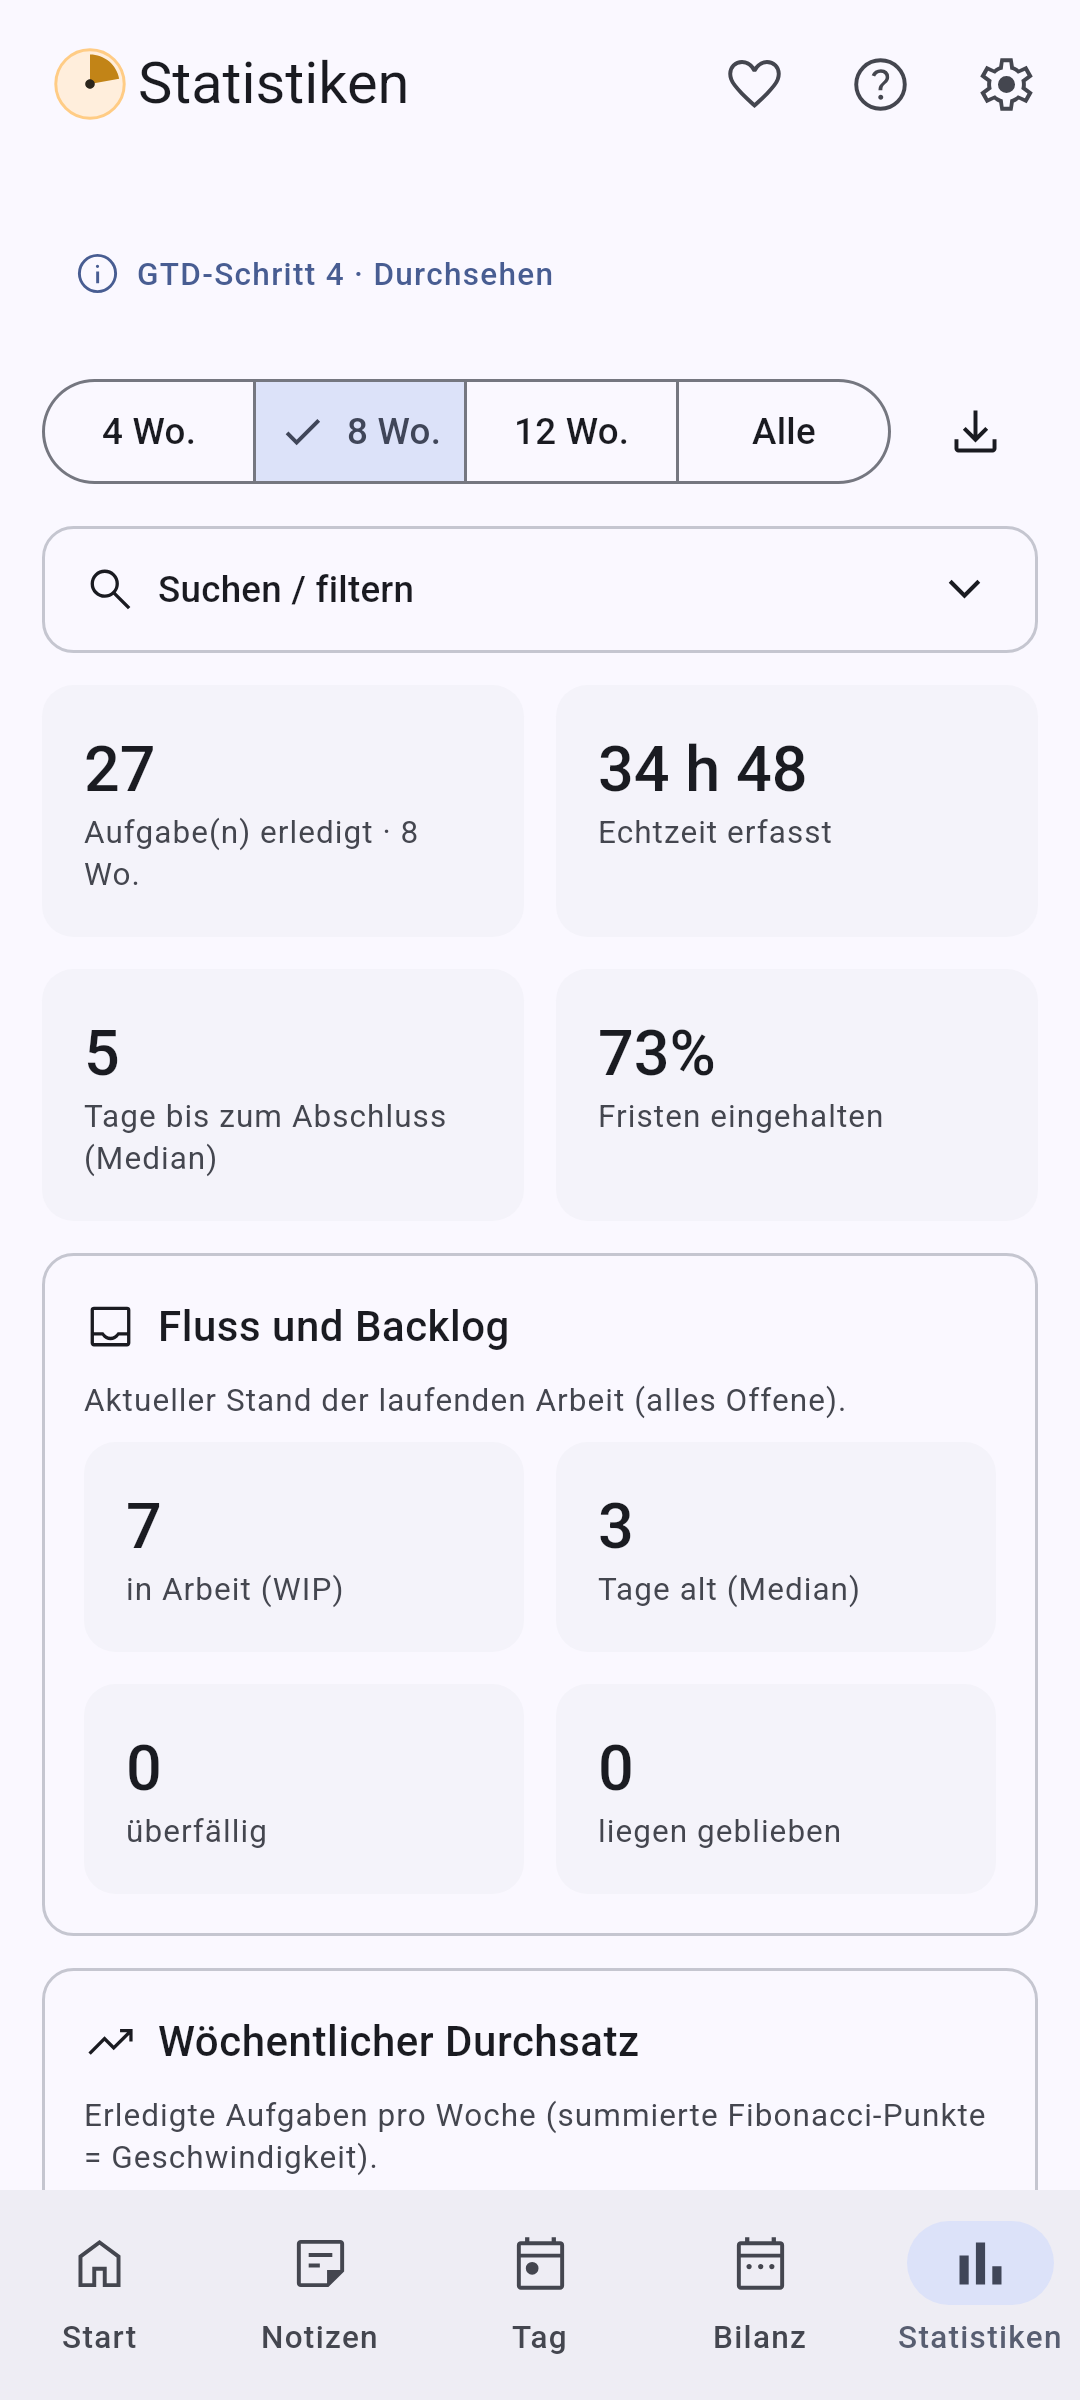 Statistiken
GTD-Schritt 4 · Durchsehen
4 Wo.
8 Wo.
12 Wo.
Alle
Suchen / filtern
27
Aufgabe(n) erledigt · 8
Wo.
34 h 48
Echtzeit erfasst
5
Tage bis zum Abschluss
(Median)
73%
Fristen eingehalten
Fluss und Backlog
Aktueller Stand der laufenden Arbeit (alles Offene).
7
in Arbeit (WIP)
3
Tage alt (Median)
0
überfällig
0
liegen geblieben
Wöchentlicher Durchsatz
Erledigte Aufgaben pro Woche (summierte Fibonacci-Punkte
= Geschwindigkeit).
Start
Notizen
Tag
Bilanz
Statistiken